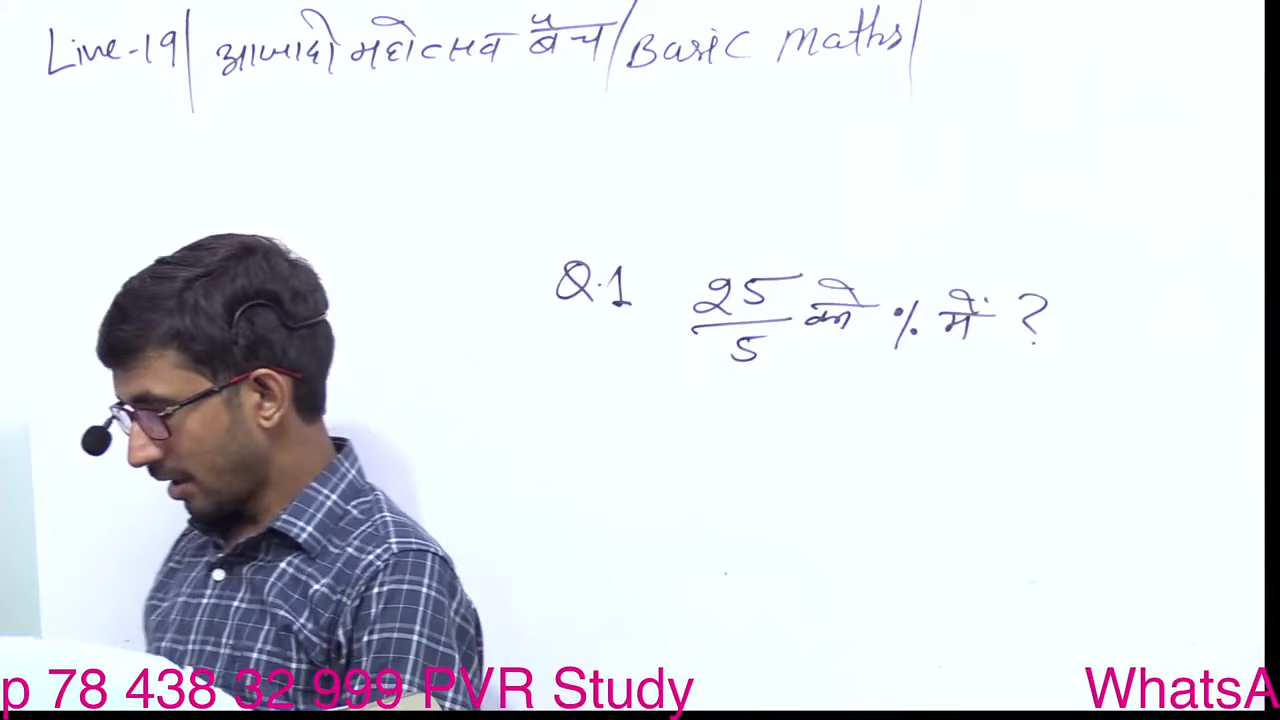 Live-19| आजादी महोत्सव बैच/Basic Maths|
Q.1 25/5 को % में ?
p 78 438 32 999 PVR Study WhatsA